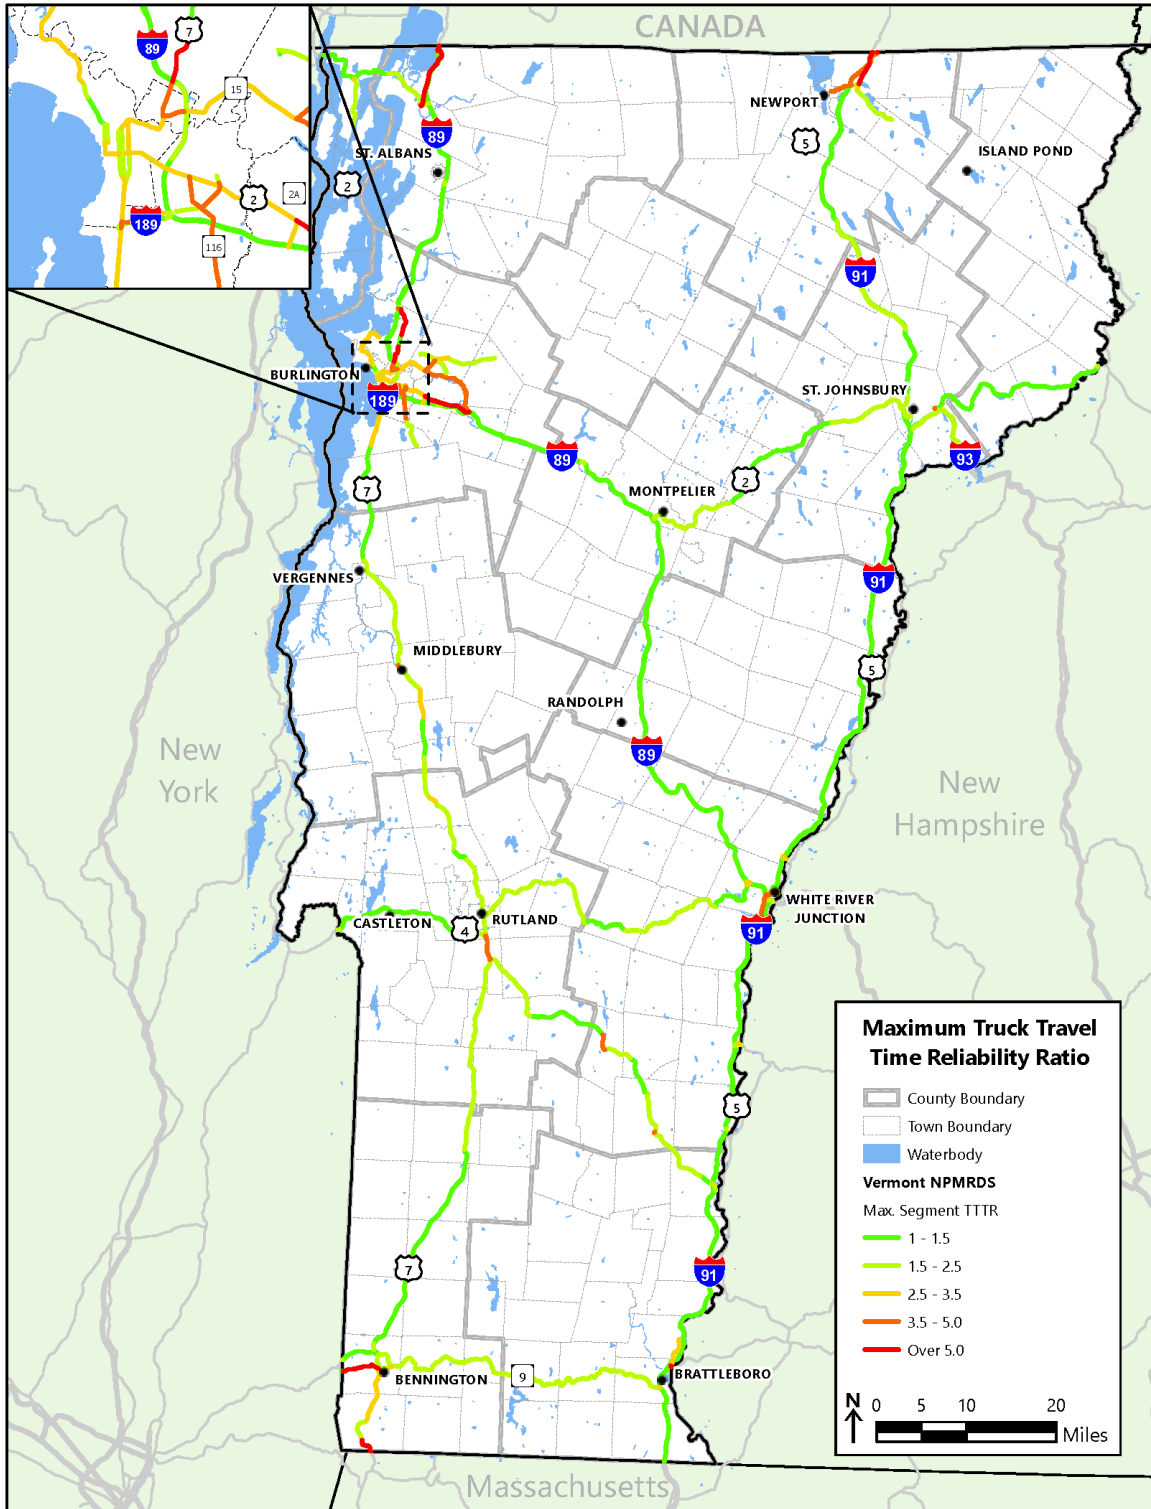 CANADA
89
7
15
2
2A
189
116
89
ST. ALBANS
2
NEWPORT
5
ISLAND POND
91
BURLINGTON
189
ST. JOHNSBURY
89
93
7
2
MONTPELIER
VERGENNES
91
MIDDLEBURY
5
RANDOLPH
89
New
York
New
Hampshire
WHITE RIVER
JUNCTION
CASTLETON
4
RUTLAND
91
5
7
91
BENNINGTON
9
BRATTLEBORO
Massachusetts
Maximum Truck Travel
Time Reliability Ratio
County Boundary
Town Boundary
Waterbody
Vermont NPMRDS
Max. Segment TTTR
1 - 1.5
1.5 - 2.5
2.5 - 3.5
3.5 - 5.0
Over 5.0
N
0 5 10 20
Miles